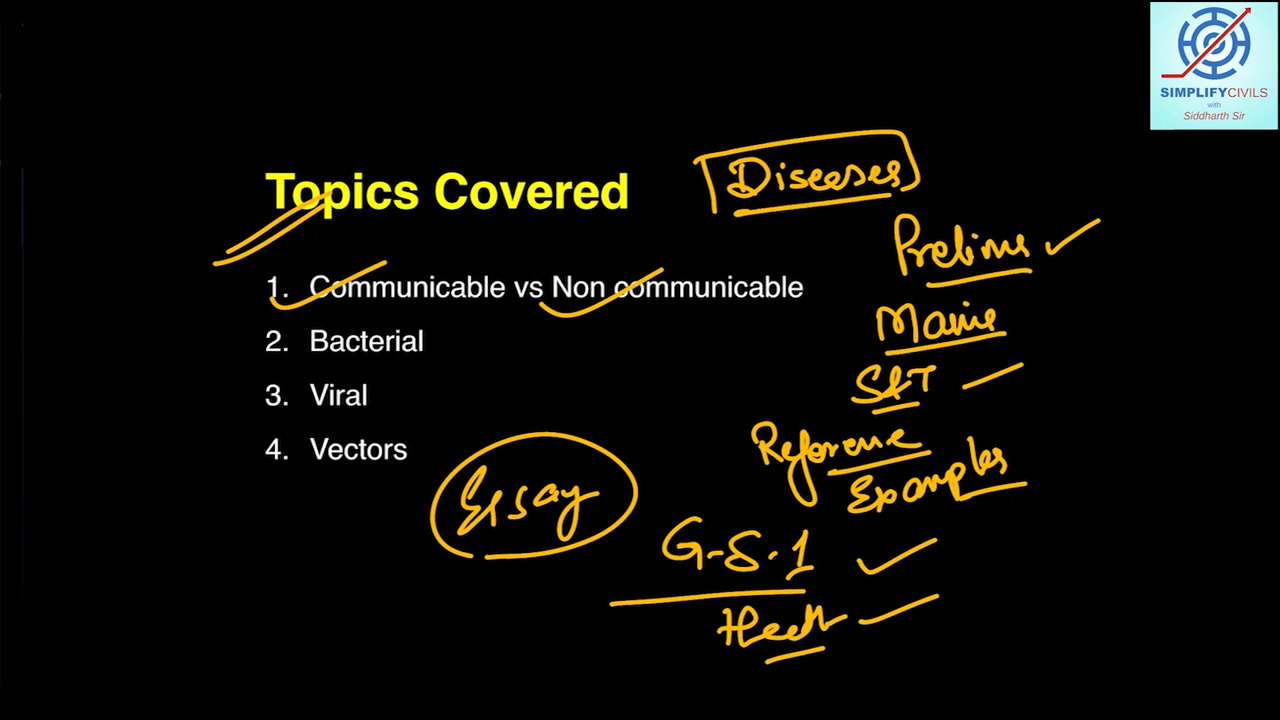 SIMPLIFYCIVILS
with
Siddharth Sir
Topics Covered
Diseases
Prelims
1. Communicable vs Non communicable
Mains
2. Bacterial
S&T
3. Viral
Reference
4. Vectors
Examples
Essay
G.S.1
Health